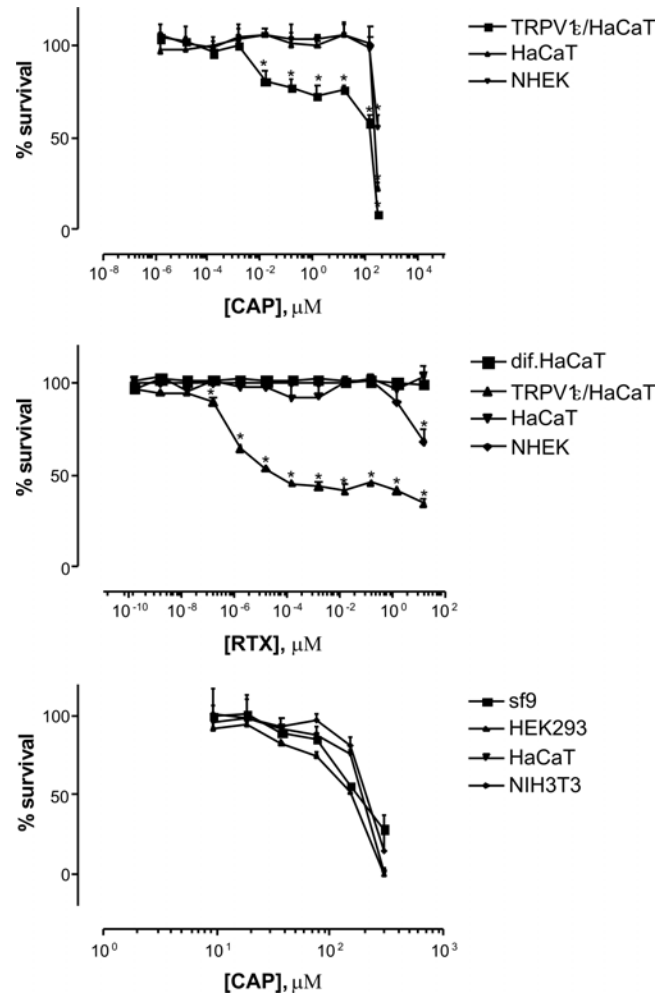 TRPV1ε/HaCaT
HaCaT
NHEK
% survival
100
50
0
10⁻⁸ 10⁻⁶ 10⁻⁴ 10⁻² 10⁰ 10² 10⁴
[CAP], μM
dif.HaCaT
TRPV1ε/HaCaT
HaCaT
NHEK
% survival
100
50
0
10⁻¹⁰ 10⁻⁸ 10⁻⁶ 10⁻⁴ 10⁻² 10⁰ 10²
[RTX], μM
sf9
HEK293
HaCaT
NIH3T3
% survival
100
50
0
10⁰ 10¹ 10² 10³
[CAP], μM